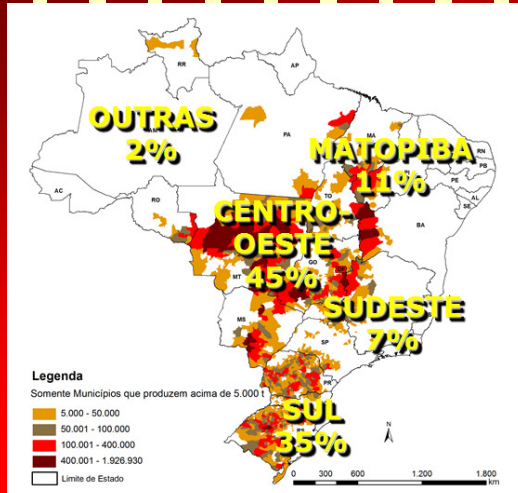 RR
AP
OUTRAS
2%
AM
PA
MA
RN
PB
PE
AL
SE
MATOPIBA
11%
AC
RO
TO
BA
CENTRO-
OESTE
45%
MT
GO
DF
SUDESTE
7%
MS
SP
PR
SUL
35%
Legenda
Somente Municípios que produzem acima de 5.000 t
5.000 - 50.000
50.001 - 100.000
100.001 - 400.000
400.001 - 1.926.930
Limite de Estado
N
0 300 600 1.200 1.800
km